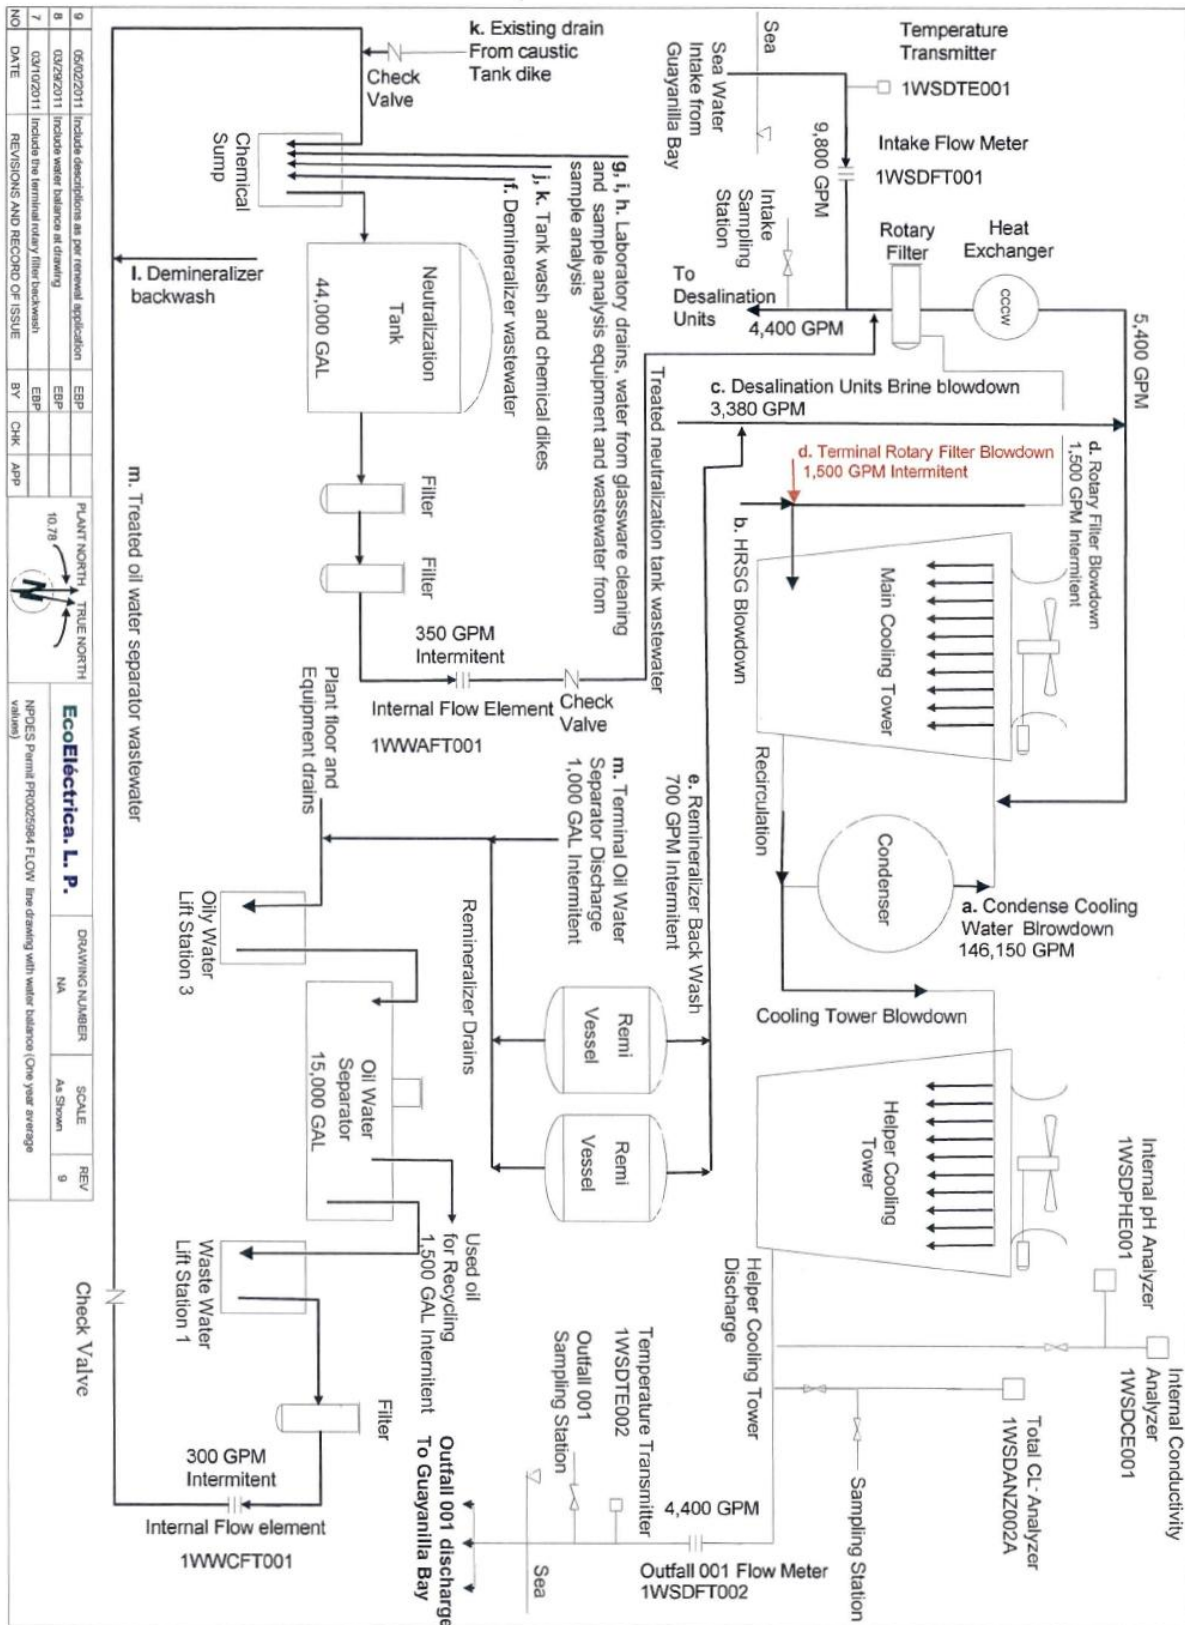 k. Existing drain
From caustic
Tank dike
Check
Valve
Chemical
Sump
g, i, h. Laboratory drains, water from glassware cleaning
and sample analysis equipment and wastewater from
sample analysis
j, k. Tank wash and chemical dikes
f. Demineralizer wastewater
l. Demineralizer
backwash
Neutralization
Tank
44,000 GAL
Filter
Filter
350 GPM
Intermitent
Internal Flow Element
1WWAFT001
Check
Valve
Treated neutralization tank wastewater
Sea
Sea Water
Intake from
Guayanilla Bay
Temperature
Transmitter
1WSDTE001
9,800 GPM
Intake Flow Meter
1WSDFT001
Intake
Sampling
Station
Rotary
Filter
Heat
Exchanger
CCCW
To
Desalination
Units
4,400 GPM
5,400 GPM
c. Desalination Units Brine blowdown
3,380 GPM
d. Terminal Rotary Filter Blowdown
1,500 GPM Intermitent
d. Rotary Filter Blowdown
1,500 GPM Intermitent
b. HRSG Blowdown
Main Cooling Tower
Recirculation
Condenser
a. Condense Cooling
Water Blrowdown
146,150 GPM
Cooling Tower Blowdown
Helper Cooling
Tower
Helper Cooling Tower
Discharge
Internal pH Analyzer
1WSDPHE001
Internal Conductivity
Analyzer
1WSDCE001
Total CL- Analyzer
1WSDANZ002A
Sampling Station
4,400 GPM
Outfall 001 Flow Meter
1WSDFT002
Temperature Transmitter
1WSDTE002
Outfall 001
Sampling Station
Sea
Outfall 001 discharge
To Guayanilla Bay
e. Remineralizer Back Wash
700 GPM Intermitent
m. Terminal Oil Water
Separator Discharge
1,000 GAL Intermitent
Remi
Vessel
Remi
Vessel
Remineralizer Drains
Plant floor and
Equipment drains
Oily Water
Lift Station 3
Oil Water
Separator
15,000 GAL
Used oil
for Recycling
1,500 GAL Internitent
Waste Water
Lift Station 1
Filter
300 GPM
Intermitent
Internal Flow element
1WWCFT001
Check Valve
m. Treated oil water separator wastewater
9 05/02/2011 Include descriptions as per renewal application EBP
8 03/29/2011 Include water balance at drawing EBP
7 03/10/2011 Include the terminal rotary filter backwash EBP
NO DATE REVISIONS AND RECORD OF ISSUE BY CHK APP
PLANT NORTH TRUE NORTH
10.78
N
EcoEléctrica. L. P.
DRAWING NUMBER SCALE REV
NA As Shown 9
NPDES Permit PR0025984 FLOW line drawing with water balance (One year average
values)